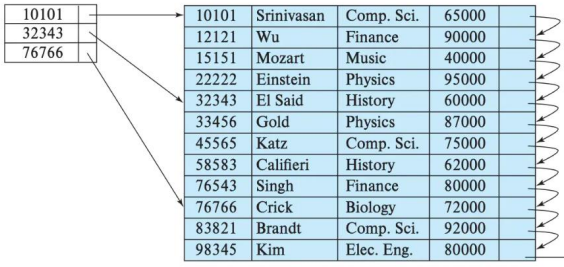 10101
32343
76766
10101 Srinivasan Comp. Sci. 65000
12121 Wu Finance 90000
15151 Mozart Music 40000
22222 Einstein Physics 95000
32343 El Said History 60000
33456 Gold Physics 87000
45565 Katz Comp. Sci. 75000
58583 Califieri History 62000
76543 Singh Finance 80000
76766 Crick Biology 72000
83821 Brandt Comp. Sci. 92000
98345 Kim Elec. Eng. 80000